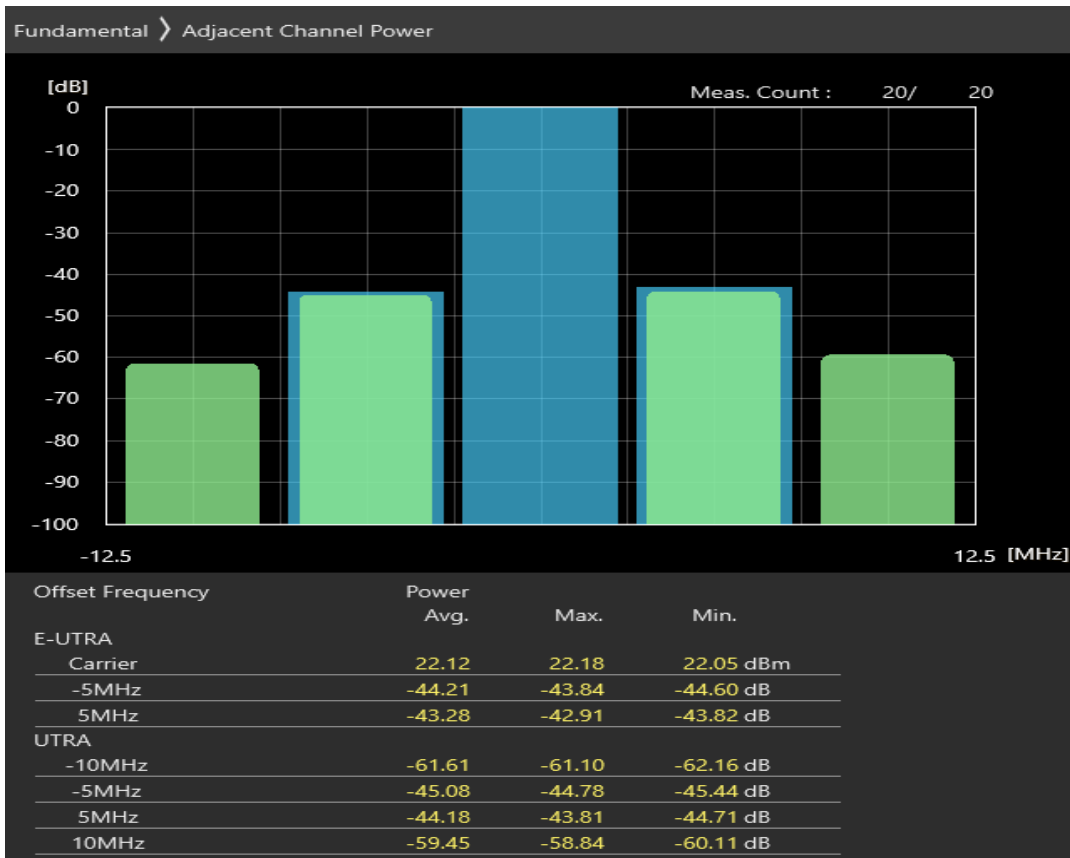 Fundamental 〉 Adjacent Channel Power
[dB]
Meas. Count : 20/ 20
0
-10
-20
-30
-40
-50
-60
-70
-80
-90
-100
-12.5 12.5 [MHz]
Offset Frequency Power
Avg. Max. Min.
E-UTRA
Carrier 22.12 22.18 22.05 dBm
-5MHz -44.21 -43.84 -44.60 dB
5MHz -43.28 -42.91 -43.82 dB
UTRA
-10MHz -61.61 -61.10 -62.16 dB
-5MHz -45.08 -44.78 -45.44 dB
5MHz -44.18 -43.81 -44.71 dB
10MHz -59.45 -58.84 -60.11 dB